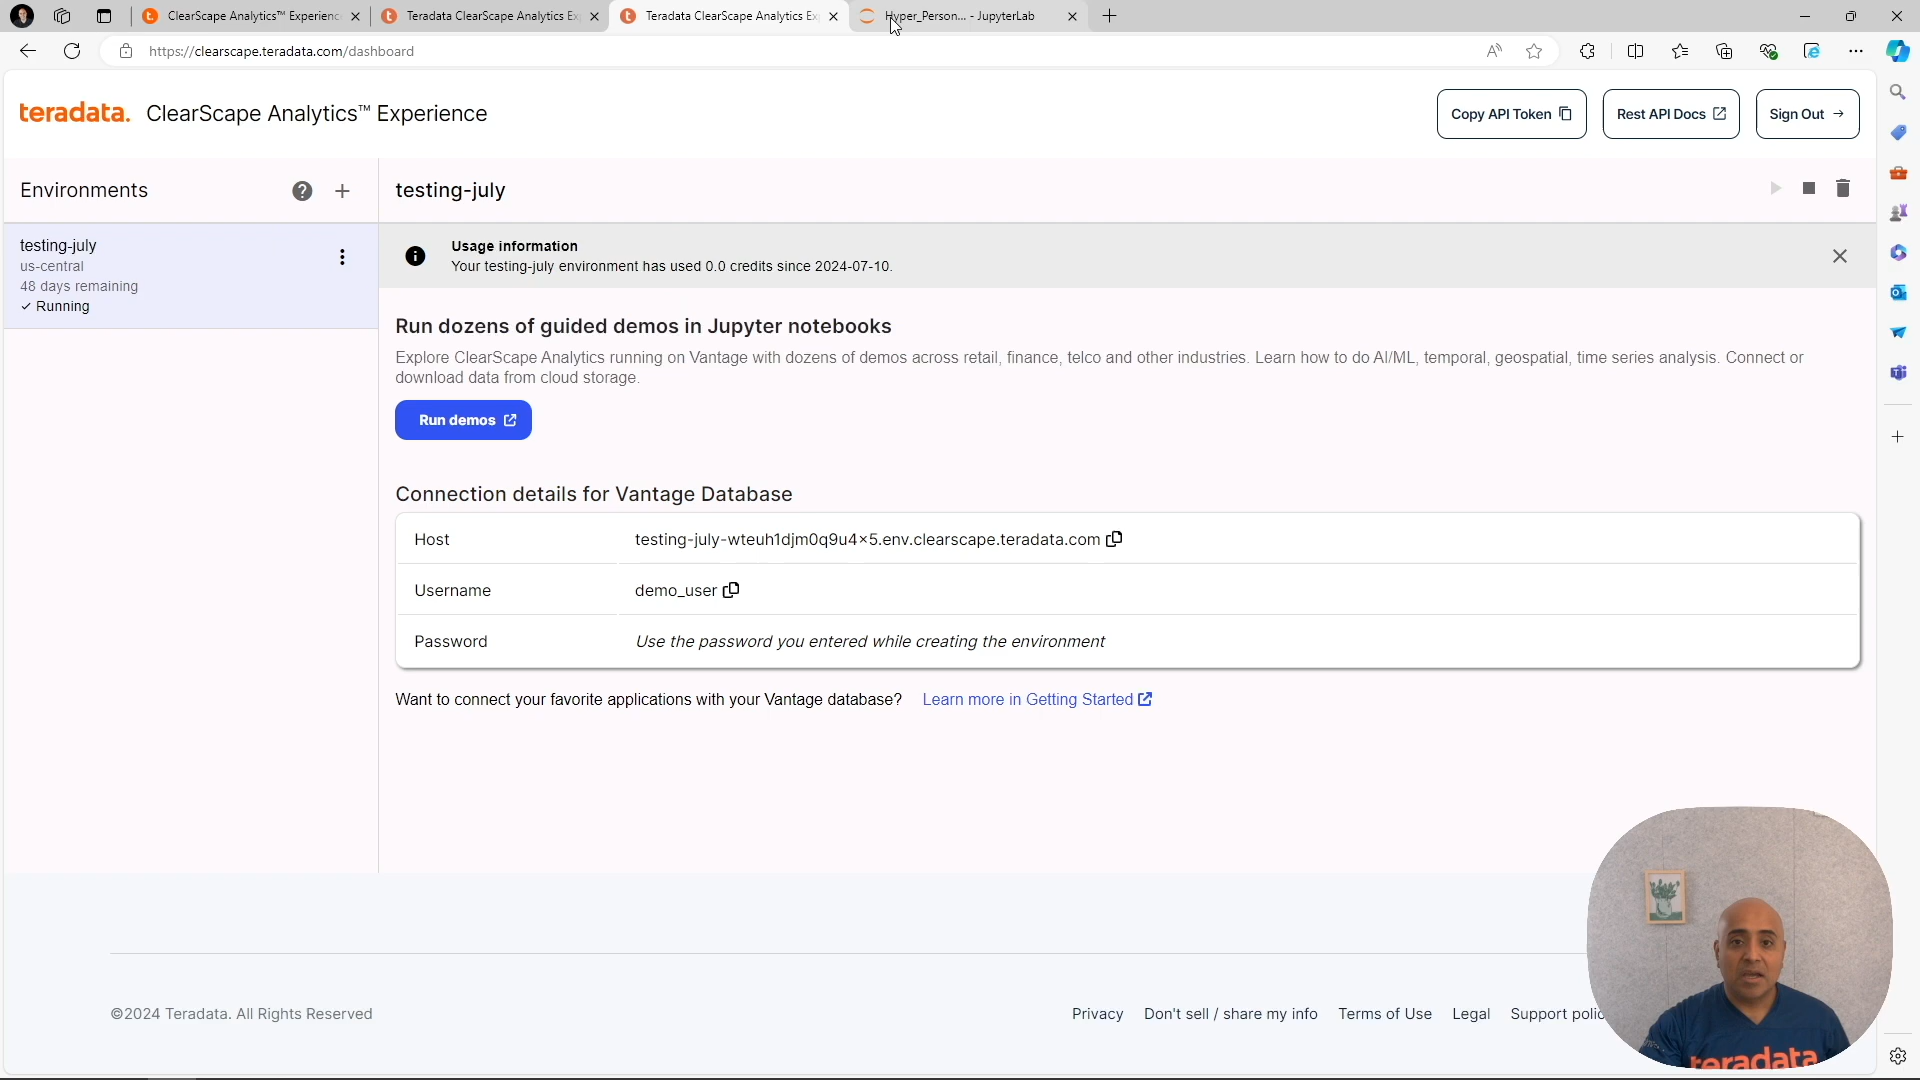 ClearScape Analytics™ Experienc
Teradata ClearScape Analytics Ex
Teradata ClearScape Analytics Ex
Hyper_Person... - JupyterLab
https://clearscape.teradata.com/dashboard
teradata.
ClearScape Analytics™ Experience
Copy API Token
Rest API Docs
Sign Out
Environments
testing-july
testing-july
us-central
48 days remaining
Running
Usage information
Your testing-july environment has used 0.0 credits since 2024-07-10.
Run dozens of guided demos in Jupyter notebooks
Explore ClearScape Analytics running on Vantage with dozens of demos across retail, finance, telco and other industries. Learn how to do AI/ML, temporal, geospatial, time series analysis. Connect or
download data from cloud storage.
Run demos
Connection details for Vantage Database
Host
testing-july-wteuh1djm0q9u4x5.env.clearscape.teradata.com
Username
demo_user
Password
Use the password you entered while creating the environment
Want to connect your favorite applications with your Vantage database?
Learn more in Getting Started
©2024 Teradata. All Rights Reserved
Privacy
Don't sell / share my info
Terms of Use
Legal
Support polic
teradata